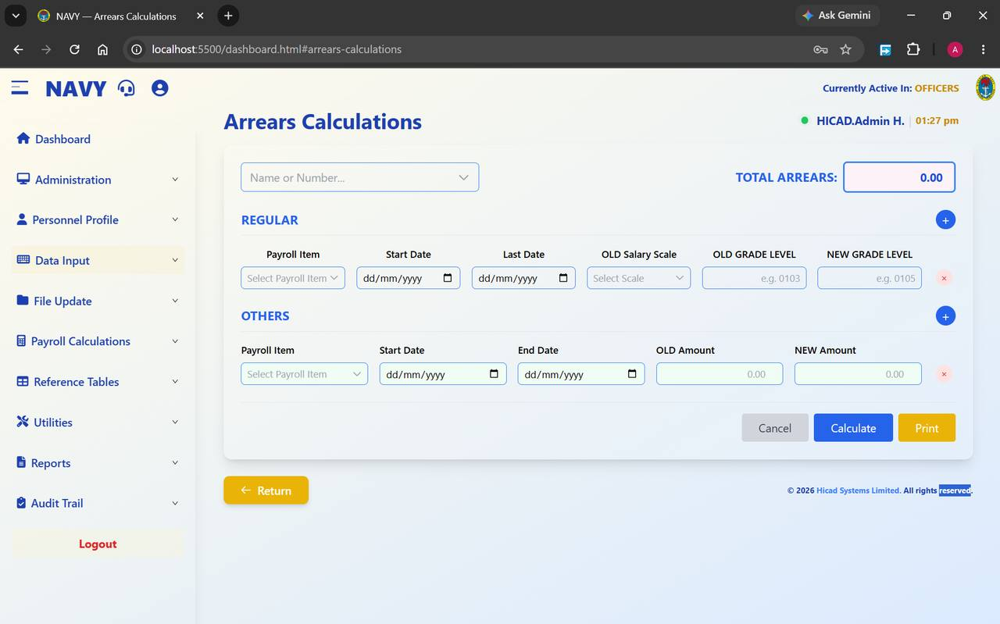 NAVY — Arrears Calculations
Ask Gemini
localhost:5500/dashboard.html#arrears-calculations
A
NAVY
Currently Active In: OFFICERS
Arrears Calculations
HICAD.Admin H. | 01:27 pm
Dashboard
Administration
Personnel Profile
Data Input
File Update
Payroll Calculations
Reference Tables
Utilities
Reports
Audit Trail
Logout
Name or Number...
TOTAL ARREARS: 0.00
REGULAR
Payroll Item Start Date Last Date OLD Salary Scale OLD GRADE LEVEL NEW GRADE LEVEL
Select Payroll Item dd/mm/yyyy dd/mm/yyyy Select Scale e.g. 0103 e.g. 0105
OTHERS
Payroll Item Start Date End Date OLD Amount NEW Amount
Select Payroll Item dd/mm/yyyy dd/mm/yyyy 0.00 0.00
Cancel Calculate Print
Return
© 2026 Hicad Systems Limited. All rights reserved.